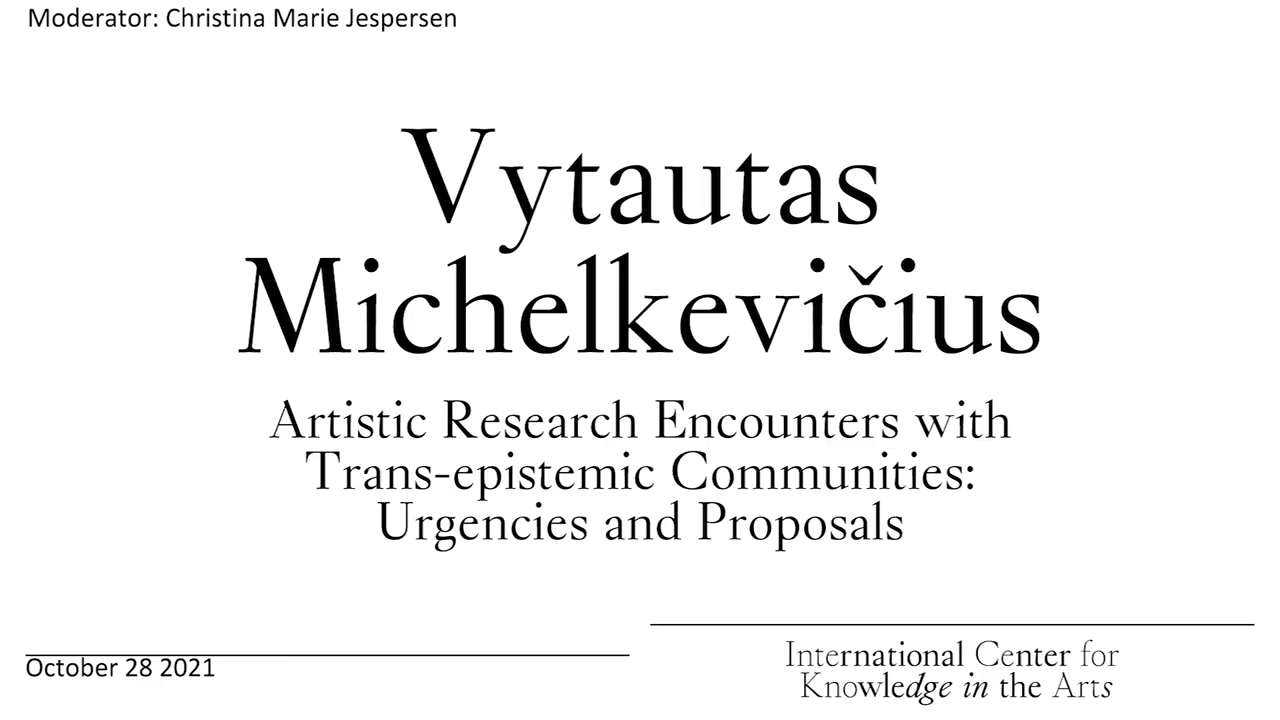 Moderator: Christina Marie Jespersen
Vytautas
Michelkevičius
Artistic Research Encounters with
Trans-epistemic Communities:
Urgencies and Proposals
October 28 2021
International Center for
Knowledge in the Arts